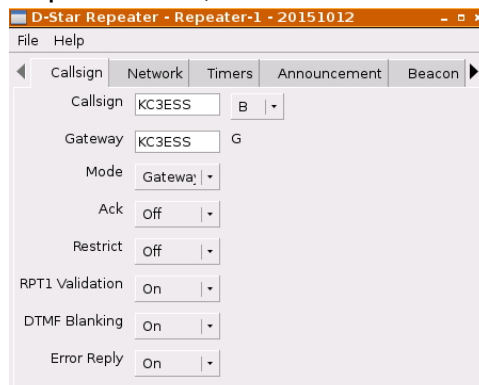 D-Star Repeater - Repeater-1 - 20151012
File Help
Callsign Network Timers Announcement Beacon
Callsign KC3ESS B
Gateway KC3ESS G
Mode Gateway
Ack Off
Restrict Off
RPT1 Validation On
DTMF Blanking On
Error Reply On